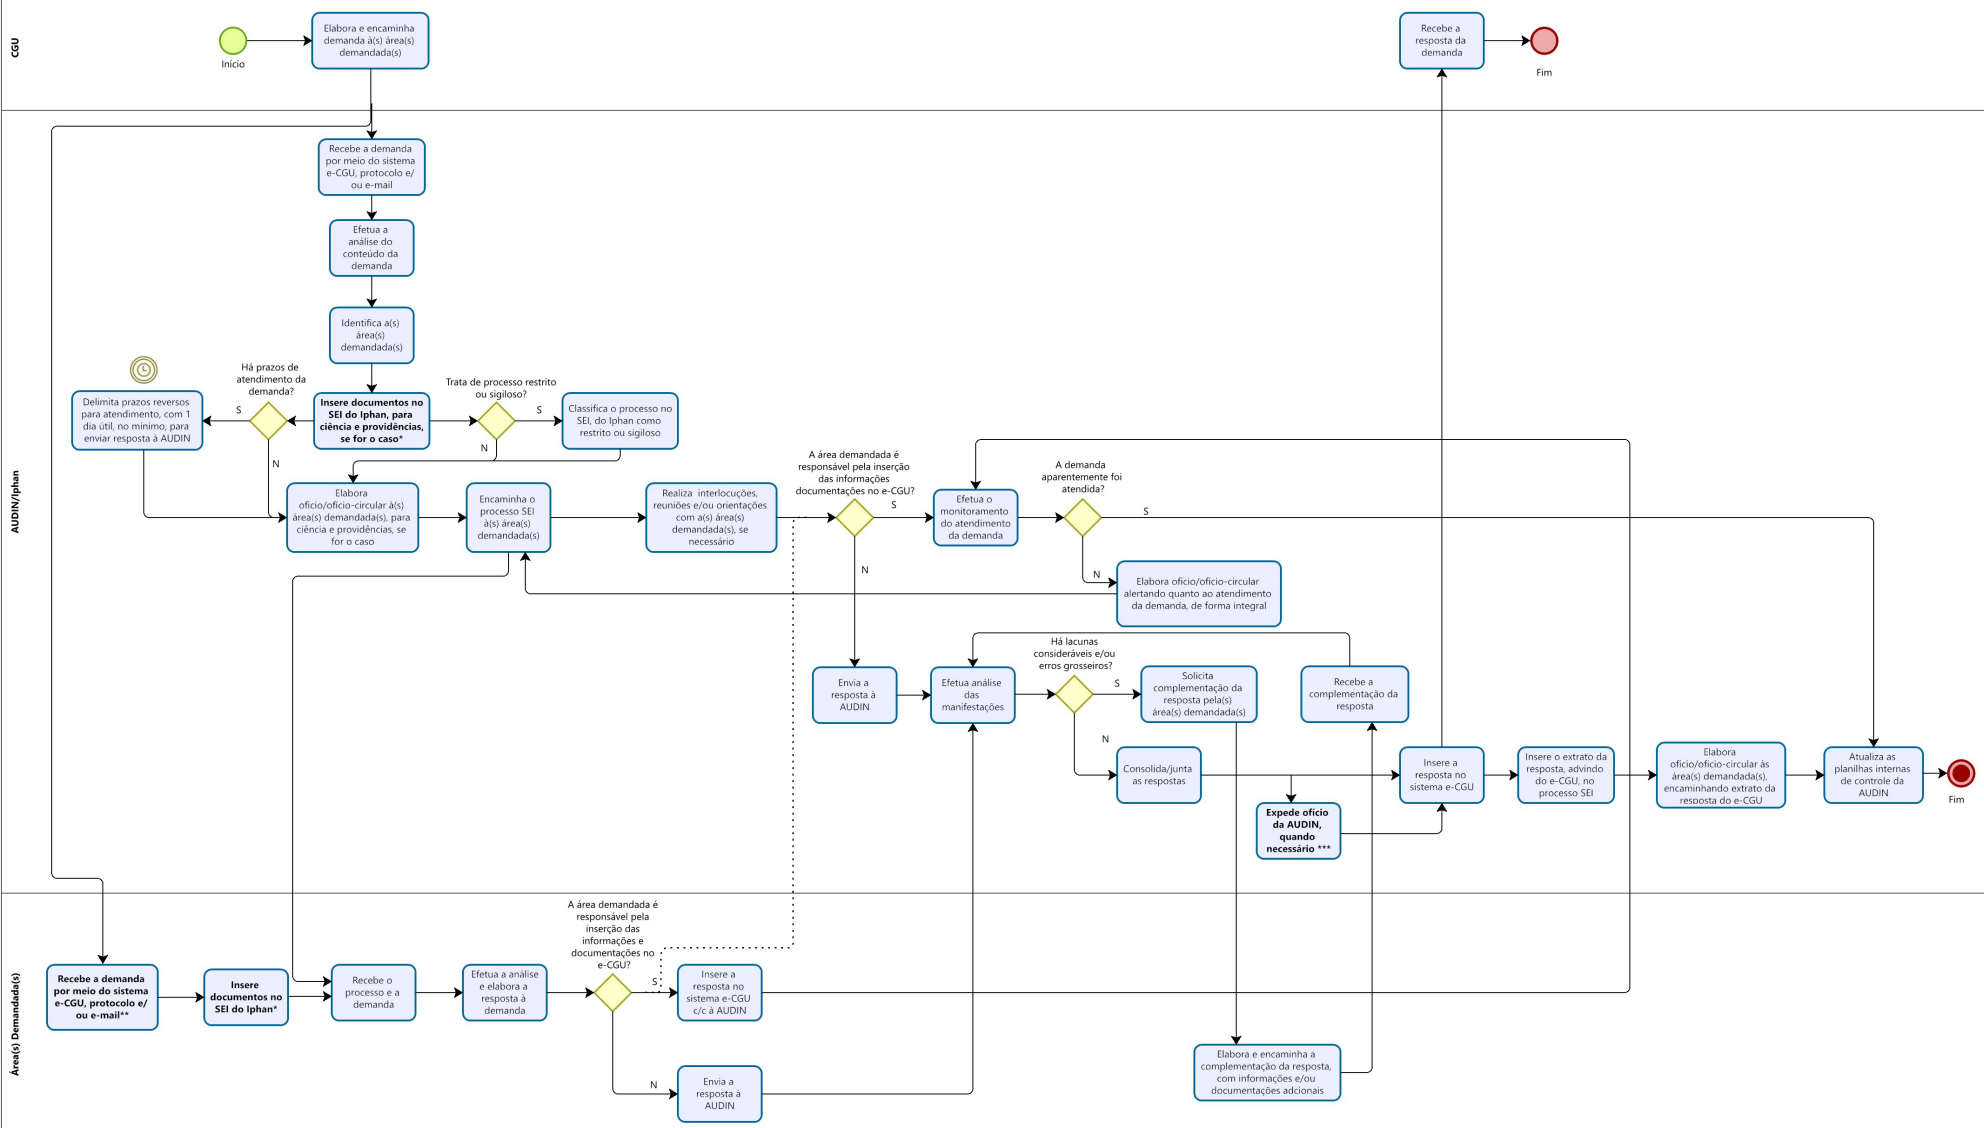 CGU
Início
Elabora e encaminha
demanda à(s) área(s)
demandada(s)
Recebe a
resposta da
demanda
Fim
AUDIN/Iphan
Recebe a demanda
por meio do sistema
e-CGU, protocolo e/
ou e-mail
Efetua a
análise do
conteúdo da
demanda
Identifica a(s)
área(s)
demandada(s)
Há prazos de
atendimento da
demanda?
S
N
Delimita prazos reversos
para atendimento, com 1
dia útil, no mínimo, para
enviar resposta à AUDIN
Insere documentos no
SEI do Iphan, para
ciência e providências,
se for o caso*
Trata de processo restrito
ou sigiloso?
S
N
Classifica o processo no
SEI, do Iphan como
restrito ou sigiloso
Elabora
ofício/ofício-circular à(s)
área(s) demandada(s), para
ciência e providências, se
for o caso
Encaminha o
processo SEI
à(s) área(s)
demandada(s)
Realiza interlocuções,
reuniões e/ou orientações
com a(s) área(s)
demandada(s), se
necessário
A área demandada é
responsável pela inserção
das informações
documentações no e-CGU?
S
N
Efetua o
monitoramento
do atendimento
da demanda
A demanda
aparentemente foi
atendida?
S
N
Elabora ofício/ofício-circular
alertando quanto ao atendimento
da demanda, de forma integral
Envia a
resposta à
AUDIN
Efetua análise
das
manifestações
Há lacunas
consideráveis e/ou
erros grosseiros?
S
N
Solicita
complementação da
resposta pela(s)
área(s) demandada(s)
Recebe a
complementação da
resposta
Consolida/junta
as respostas
Expede ofício
da AUDIN,
quando
necessário ***
Insere a
resposta no
sistema e-CGU
Insere o extrato da
resposta, advindo
do e-CGU, no
processo SEI
Elabora
ofício/ofício-circular às
área(s) demandada(s),
encaminhando extrato da
resposta do e-CGU
Atualiza as
planilhas internas
de controle da
AUDIN
Fim
Área(s) Demandada(s)
Recebe a demanda
por meio do sistema
e-CGU, protocolo e/
ou e-mail**
Insere
documentos no
SEI do Iphan*
Recebe o
processo e a
demanda
Efetua a análise
e elabora a
resposta à
demanda
A área demandada é
responsável pela
inserção das
informações e
documentações no
e-CGU?
S
N
Insere a
resposta no
sistema e-CGU
c/c à AUDIN
Envia a
resposta à
AUDIN
Elabora e encaminha a
complementação da resposta,
com informações e/ou
documentações adcionais